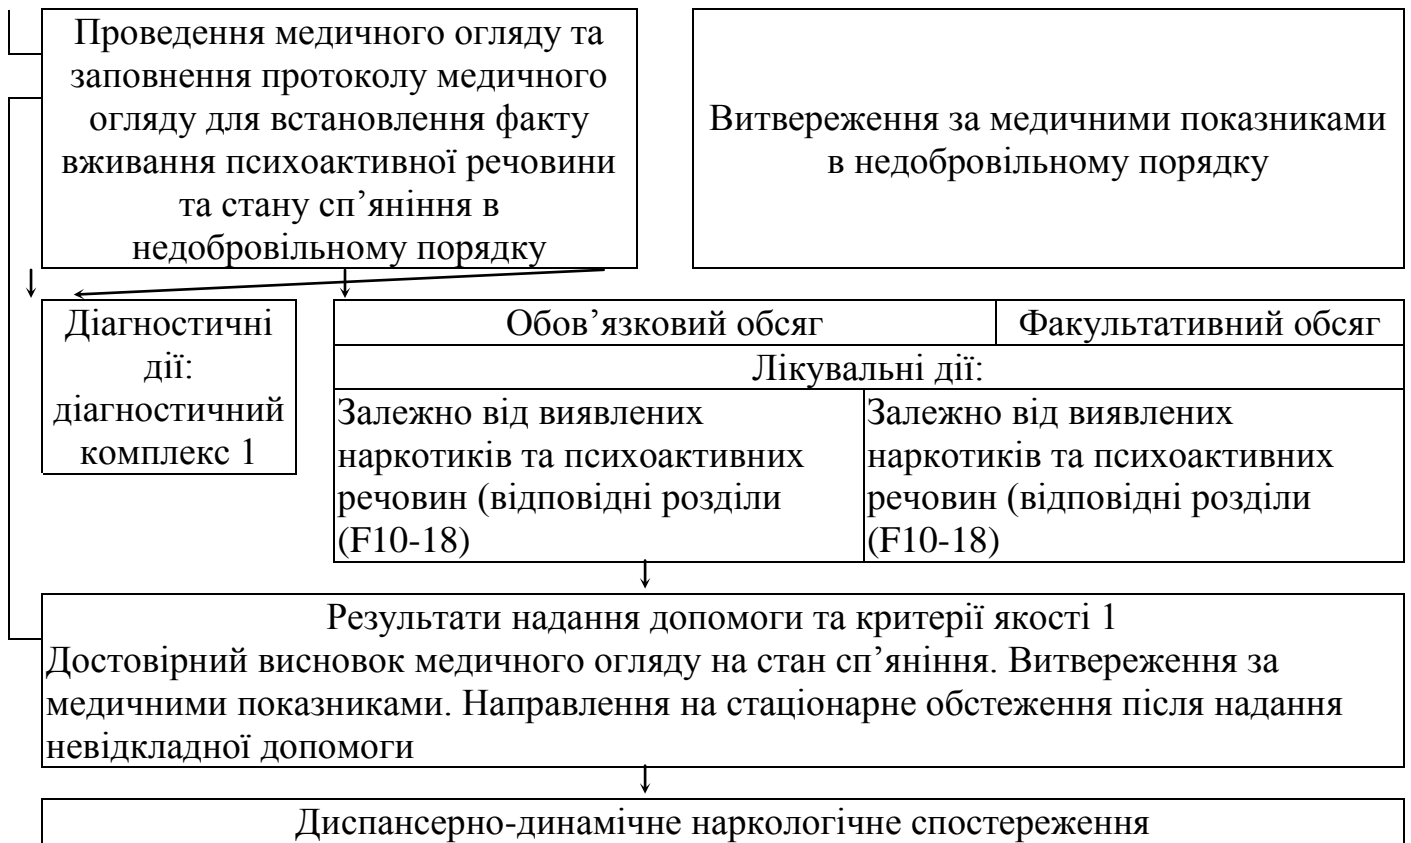 Проведення медичного огляду та
заповнення протоколу медичного
огляду для встановлення факту
вживання психоактивної речовини
та стану сп’яніння в
недобровільному порядку
Витвереження за медичними показниками
в недобровільному порядку
Діагностичні
дії:
діагностичний
комплекс 1
Обов’язковий обсяг
Факультативний обсяг
Лікувальні дії:
Залежно від виявлених
наркотиків та психоактивних
речовин (відповідні розділи
(F10-18)
Залежно від виявлених
наркотиків та психоактивних
речовин (відповідні розділи
(F10-18)
Результати надання допомоги та критерії якості 1
Достовірний висновок медичного огляду на стан сп’яніння. Витвереження за
медичними показниками. Направлення на стаціонарне обстеження після надання
невідкладної допомоги
Диспансерно-динамічне наркологічне спостереження